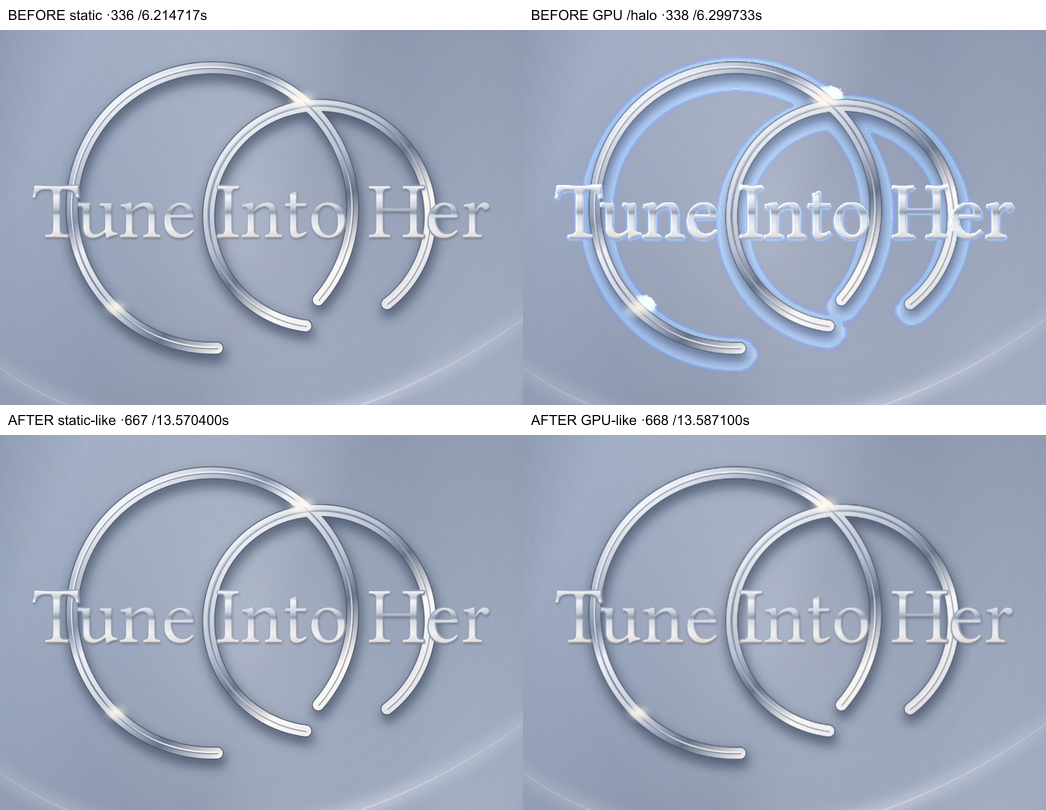 BEFORE static ·336 /6.214717s
BEFORE GPU /halo ·338 /6.299733s
Tune Into Her
Tune Into Her
AFTER static-like ·667 /13.570400s
AFTER GPU-like ·668 /13.587100s
Tune Into Her
Tune Into Her